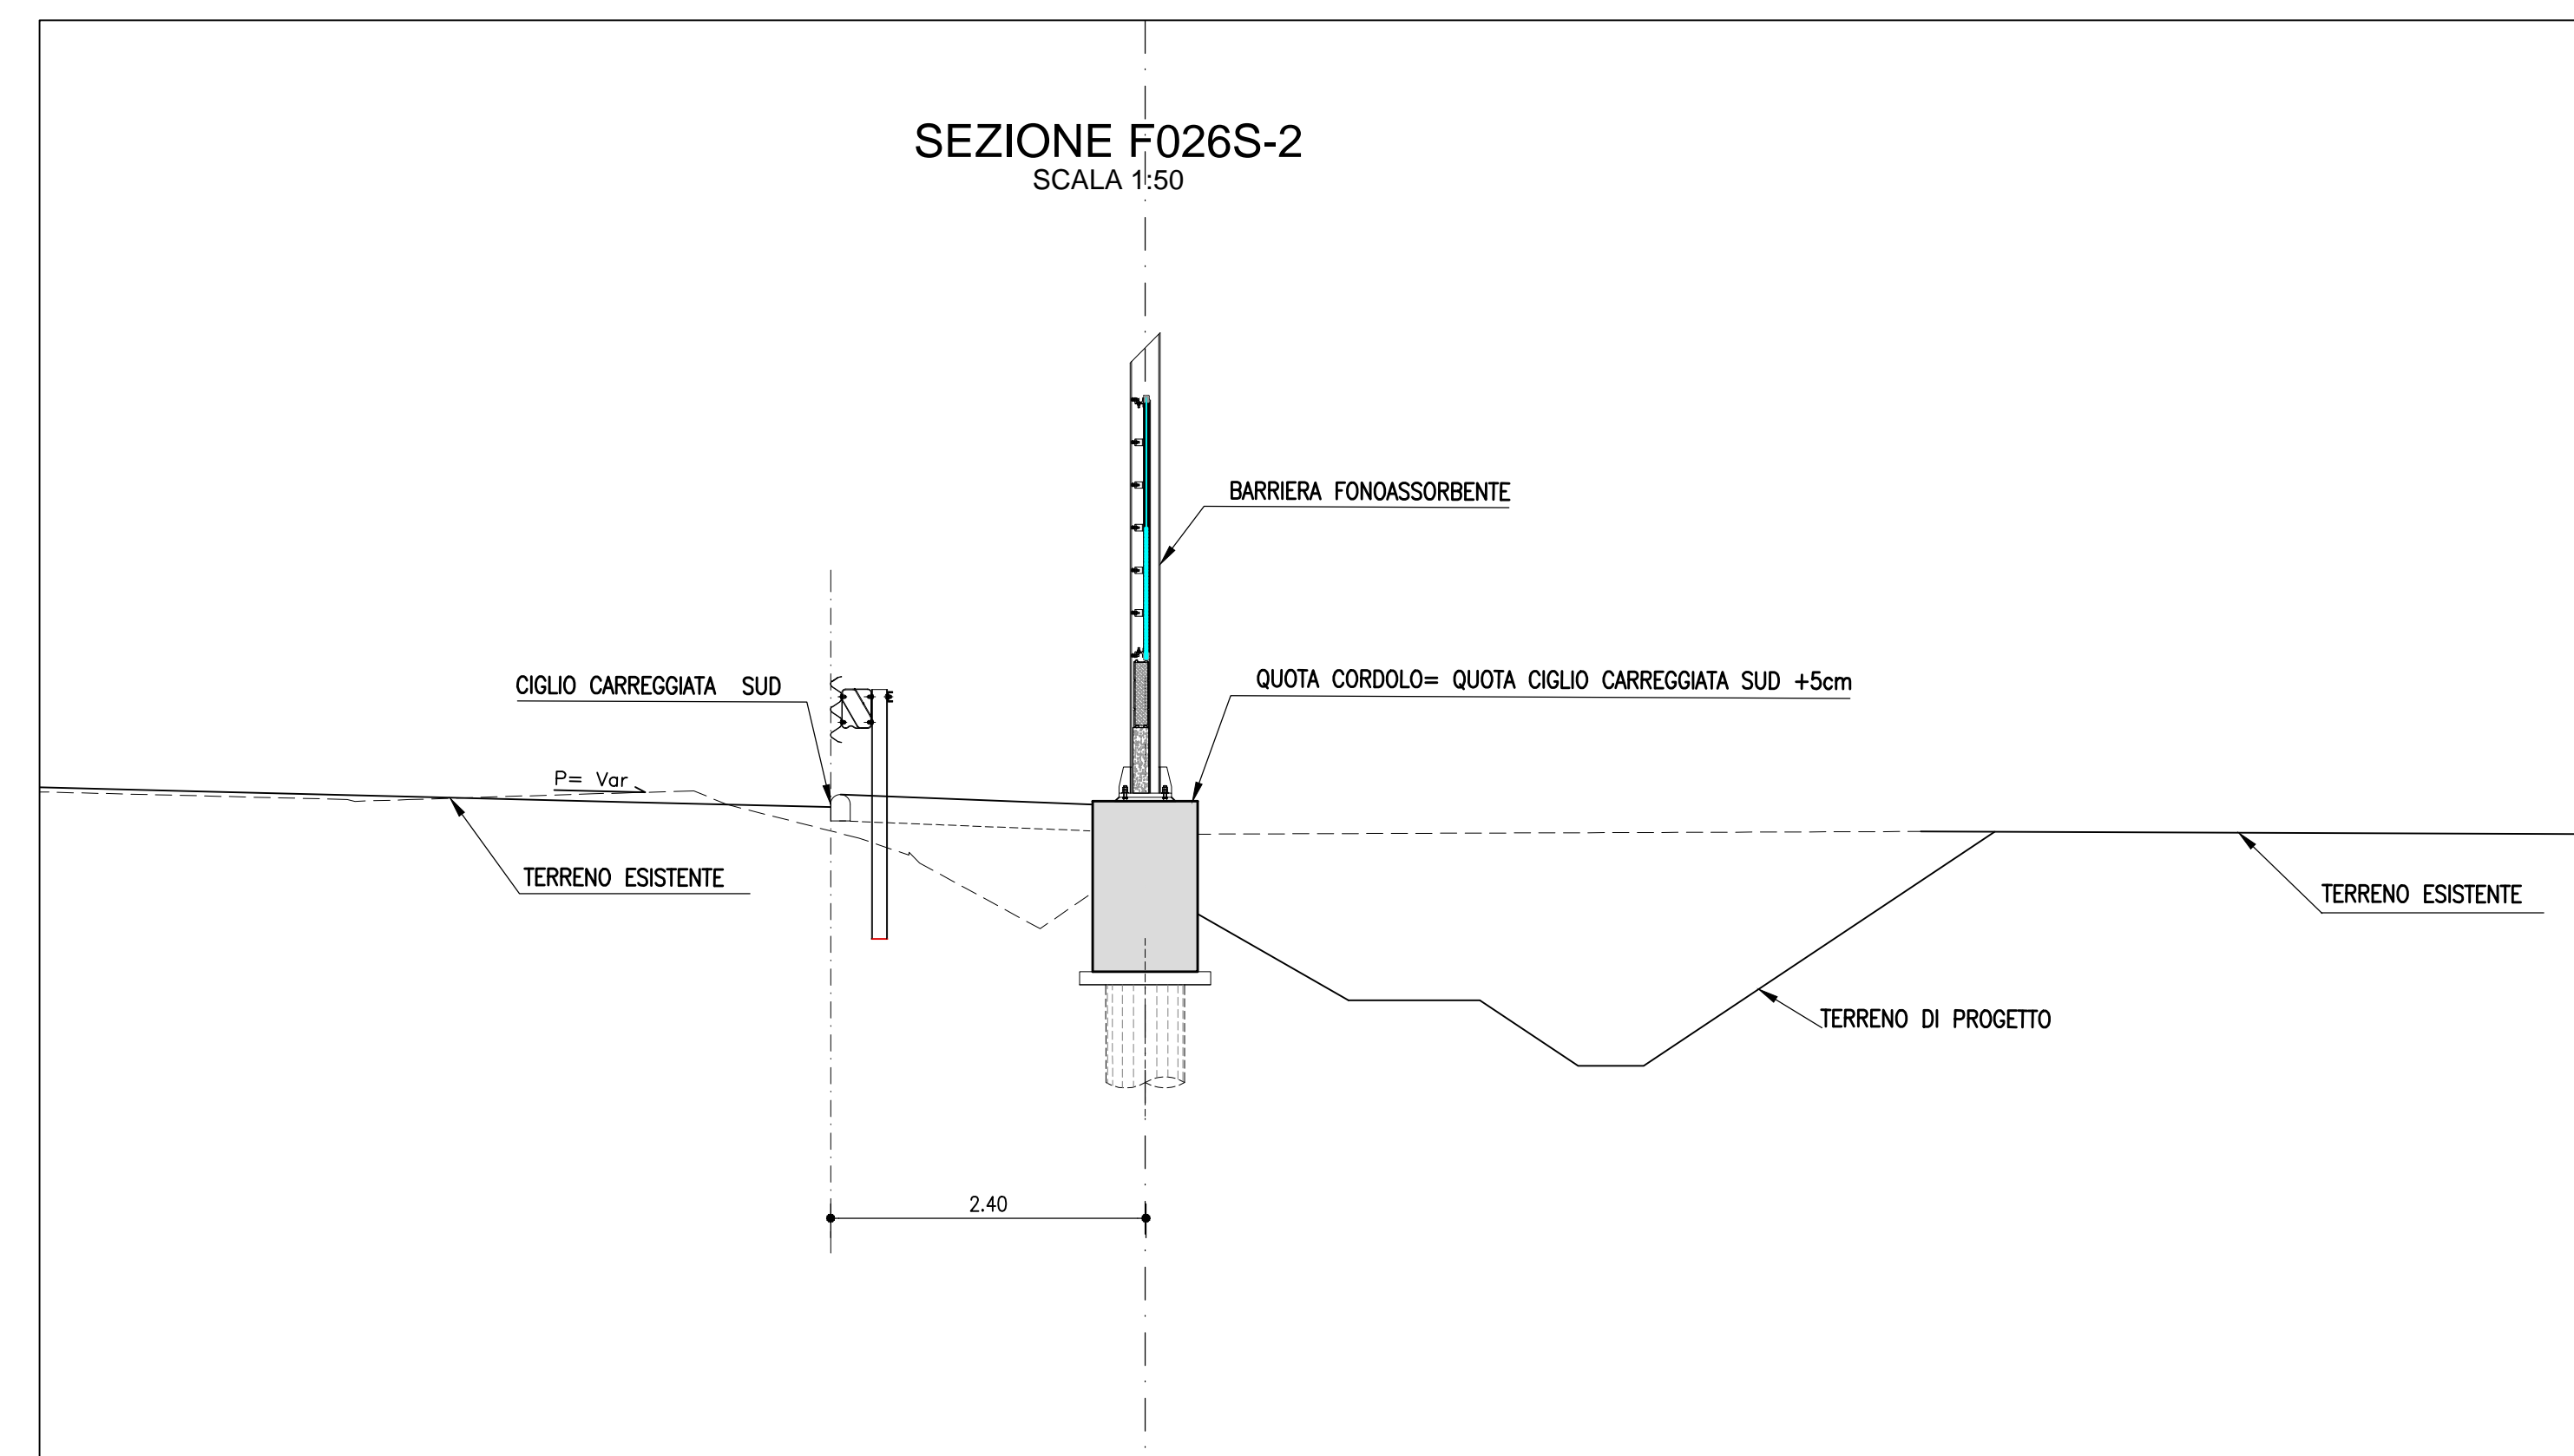 SEZIONE F026S-2
SCALA 1:50
BARRIERA FONOASSORBENTE
CIGLIO CARREGGIATA SUD
QUOTA CORDOLO= QUOTA CIGLIO CARREGGIATA SUD +5cm
P= Var
TERRENO ESISTENTE
TERRENO ESISTENTE
TERRENO DI PROGETTO
2.40